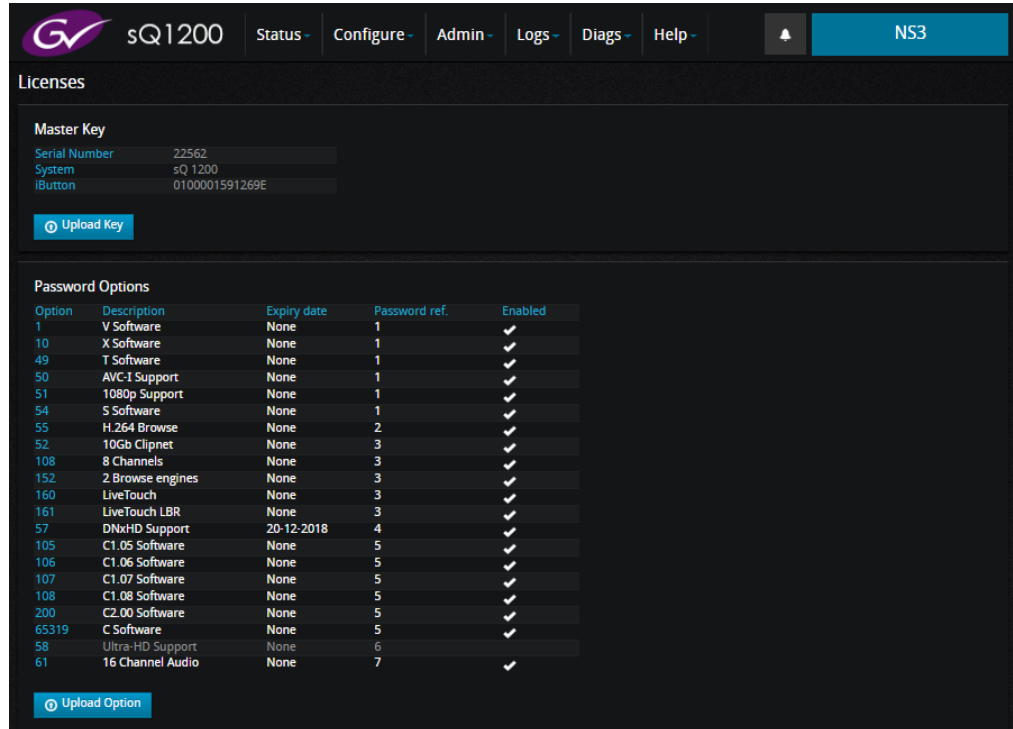 GV sQ1200 Status Configure Admin Logs Diags Help NS3
Licenses
Master Key
Serial Number 22562
System sQ 1200
iButton 0100001591269E
Upload Key
Password Options
Option Description Expiry date Password ref. Enabled
1 V Software None 1
10 X Software None 1
49 T Software None 1
50 AVC-I Support None 1
51 1080p Support None 1
54 S Software None 1
55 H.264 Browse None 2
52 10Gb Clipnet None 3
108 8 Channels None 3
152 2 Browse engines None 3
160 LiveTouch None 3
161 LiveTouch LBR None 3
57 DNxHD Support 20-12-2018 4
105 C1.05 Software None 5
106 C1.06 Software None 5
107 C1.07 Software None 5
108 C1.08 Software None 5
200 C2.00 Software None 5
65319 C Software None 5
58 Ultra-HD Support None 6
61 16 Channel Audio None 7
Upload Option